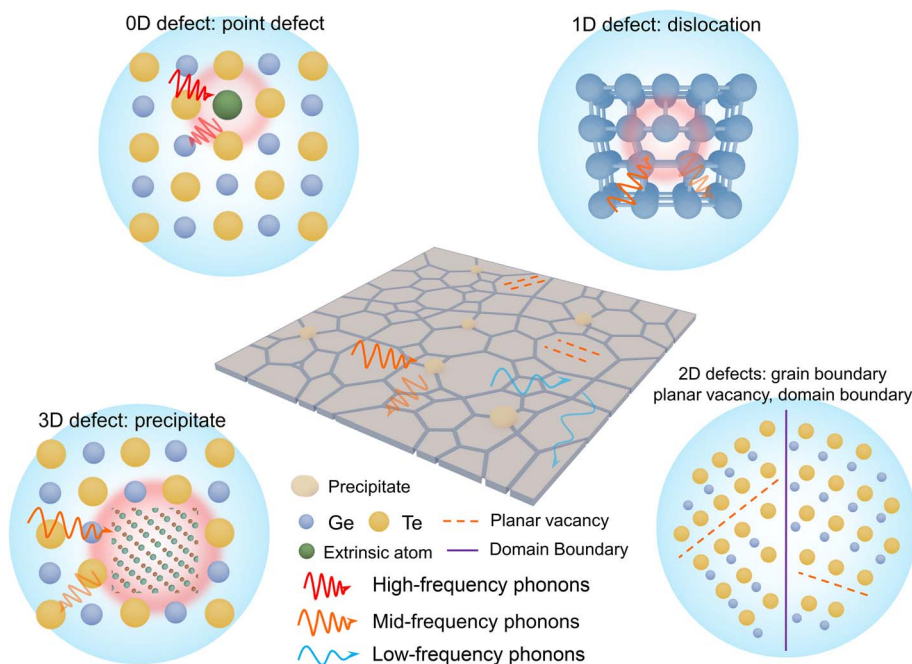 0D defect: point defect
1D defect: dislocation
2D defects: grain boundary
planar vacancy, domain boundary
3D defect: precipitate
Precipitate
Ge
Te
Planar vacancy
Extrinsic atom
Domain Boundary
High-frequency phonons
Mid-frequency phonons
Low-frequency phonons